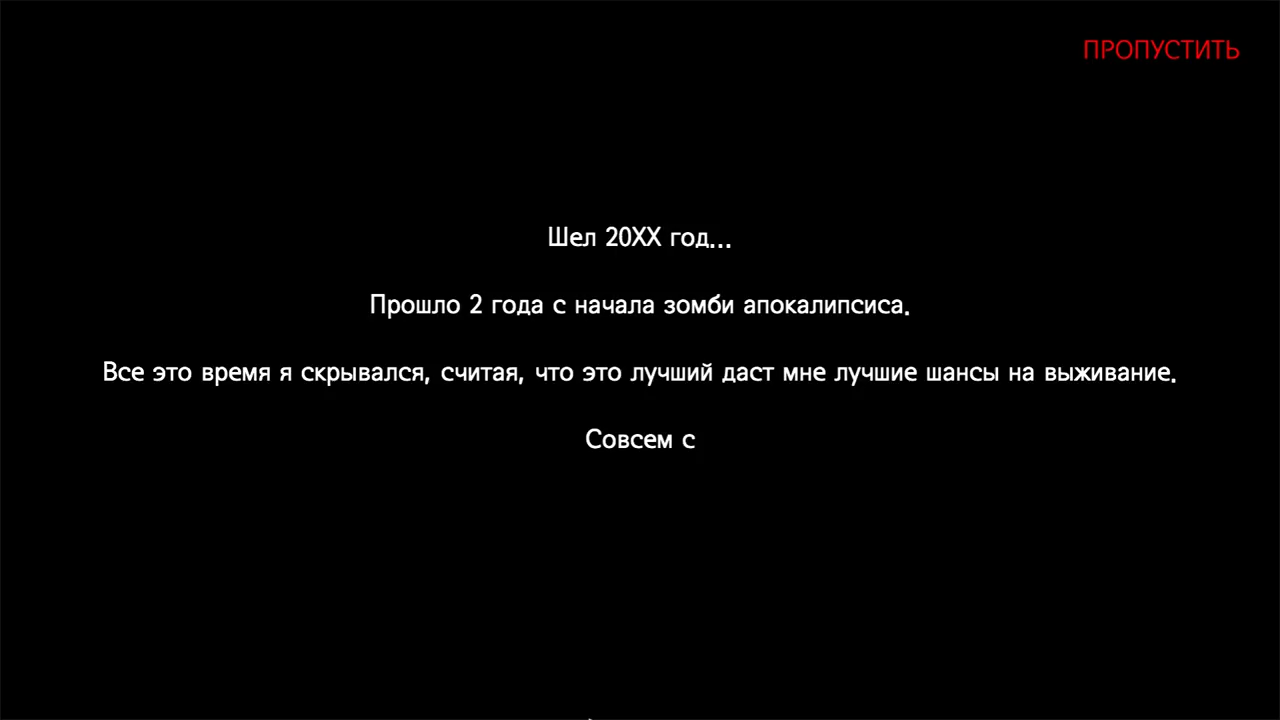 ПРОПУСТИТЬ
Шел 20XX год...
Прошло 2 года с начала зомби апокалипсиса.
Все это время я скрывался, считая, что это лучший даст мне лучшие шансы на выживание.
Совсем с